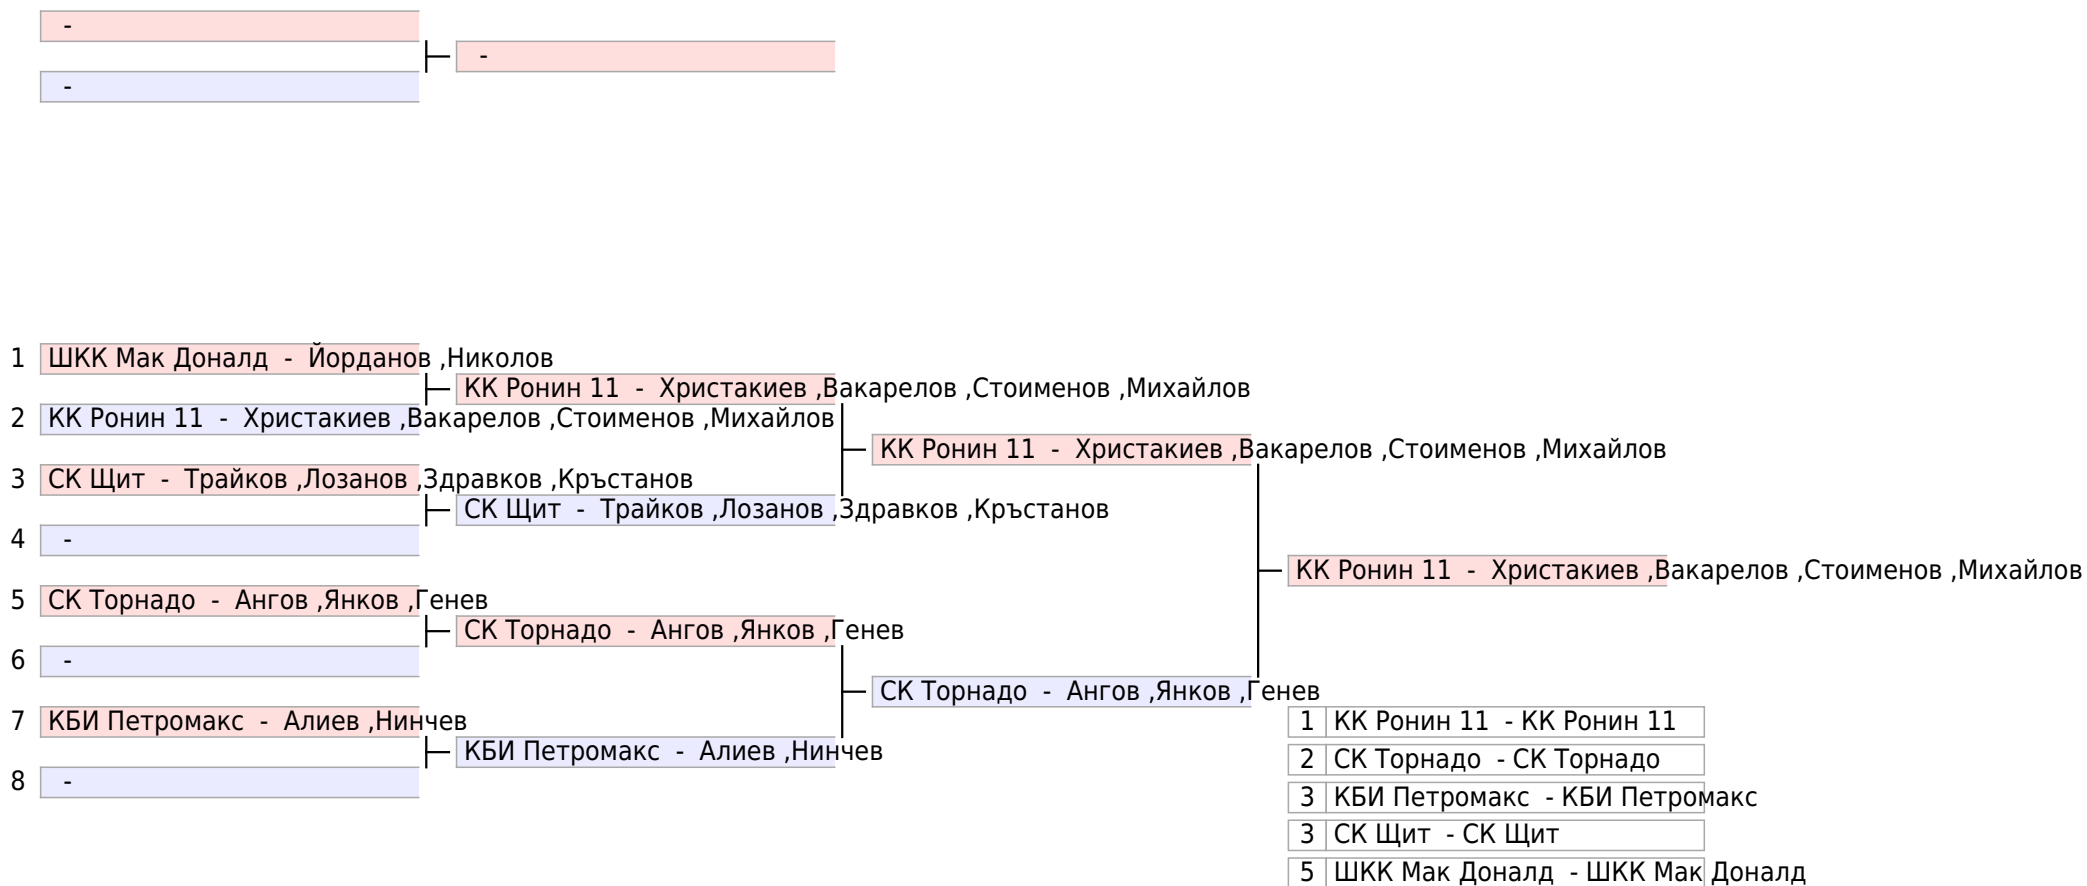 -
-
-
1 ШКК Мак Доналд - Йорданов ,Николов
КК Ронин 11 - Христакиев ,Вакарелов ,Стоименов ,Михайлов
2 КК Ронин 11 - Христакиев ,Вакарелов ,Стоименов ,Михайлов
КК Ронин 11 - Христакиев ,Вакарелов ,Стоименов ,Михайлов
3 СК Щит - Трайков ,Лозанов ,Здравков ,Кръстанов
СК Щит - Трайков ,Лозанов ,Здравков ,Кръстанов
4 -
КК Ронин 11 - Христакиев ,Вакарелов ,Стоименов ,Михайлов
5 СК Торнадо - Ангов ,Янков ,Генев
СК Торнадо - Ангов ,Янков ,Генев
6 -
СК Торнадо - Ангов ,Янков ,Генев
7 КБИ Петромакс - Алиев ,Нинчев
КБИ Петромакс - Алиев ,Нинчев
8 -
1 КК Ронин 11 - КК Ронин 11
2 СК Торнадо - СК Торнадо
3 КБИ Петромакс - КБИ Петромакс
3 СК Щит - СК Щит
5 ШКК Мак Доналд - ШКК Мак Доналд